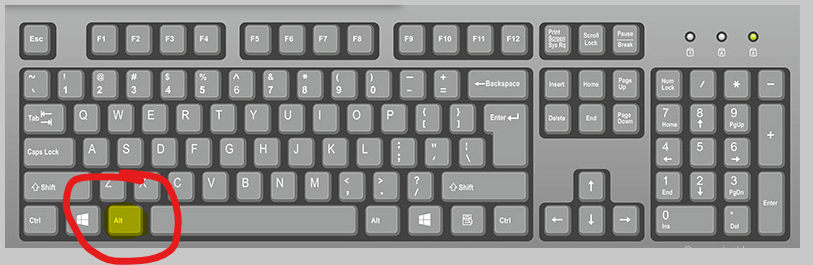 Esc F1 F2 F3 F4 F5 F6 F7 F8 F9 F10 F11 F12 Print Screen Sys Rq Scroll Lock Pause Break
~ \ ! 1 @ 2 # 3 $ 4 % 5 ^ 6 & 7 * 8 ( 9 ) 0 — - + = ←Backspace Insert Home Page Up Num Lock / * −
Tab Q W E R T Y U I O P { [ } ] Enter Delete End Page Down 7 Home 8 ↑ 9 PgUp +
Caps Lock A S D F G H J K L : ; " , | \ 4 ← 5 6 →
⇧Shift Z X C V B N M < , > . ? / ⇧Shift ↑ 1 End 2 ↓ 3 PgDn Enter
Ctrl Alt Alt Ctrl ← ↓ → 0 Ins * Del